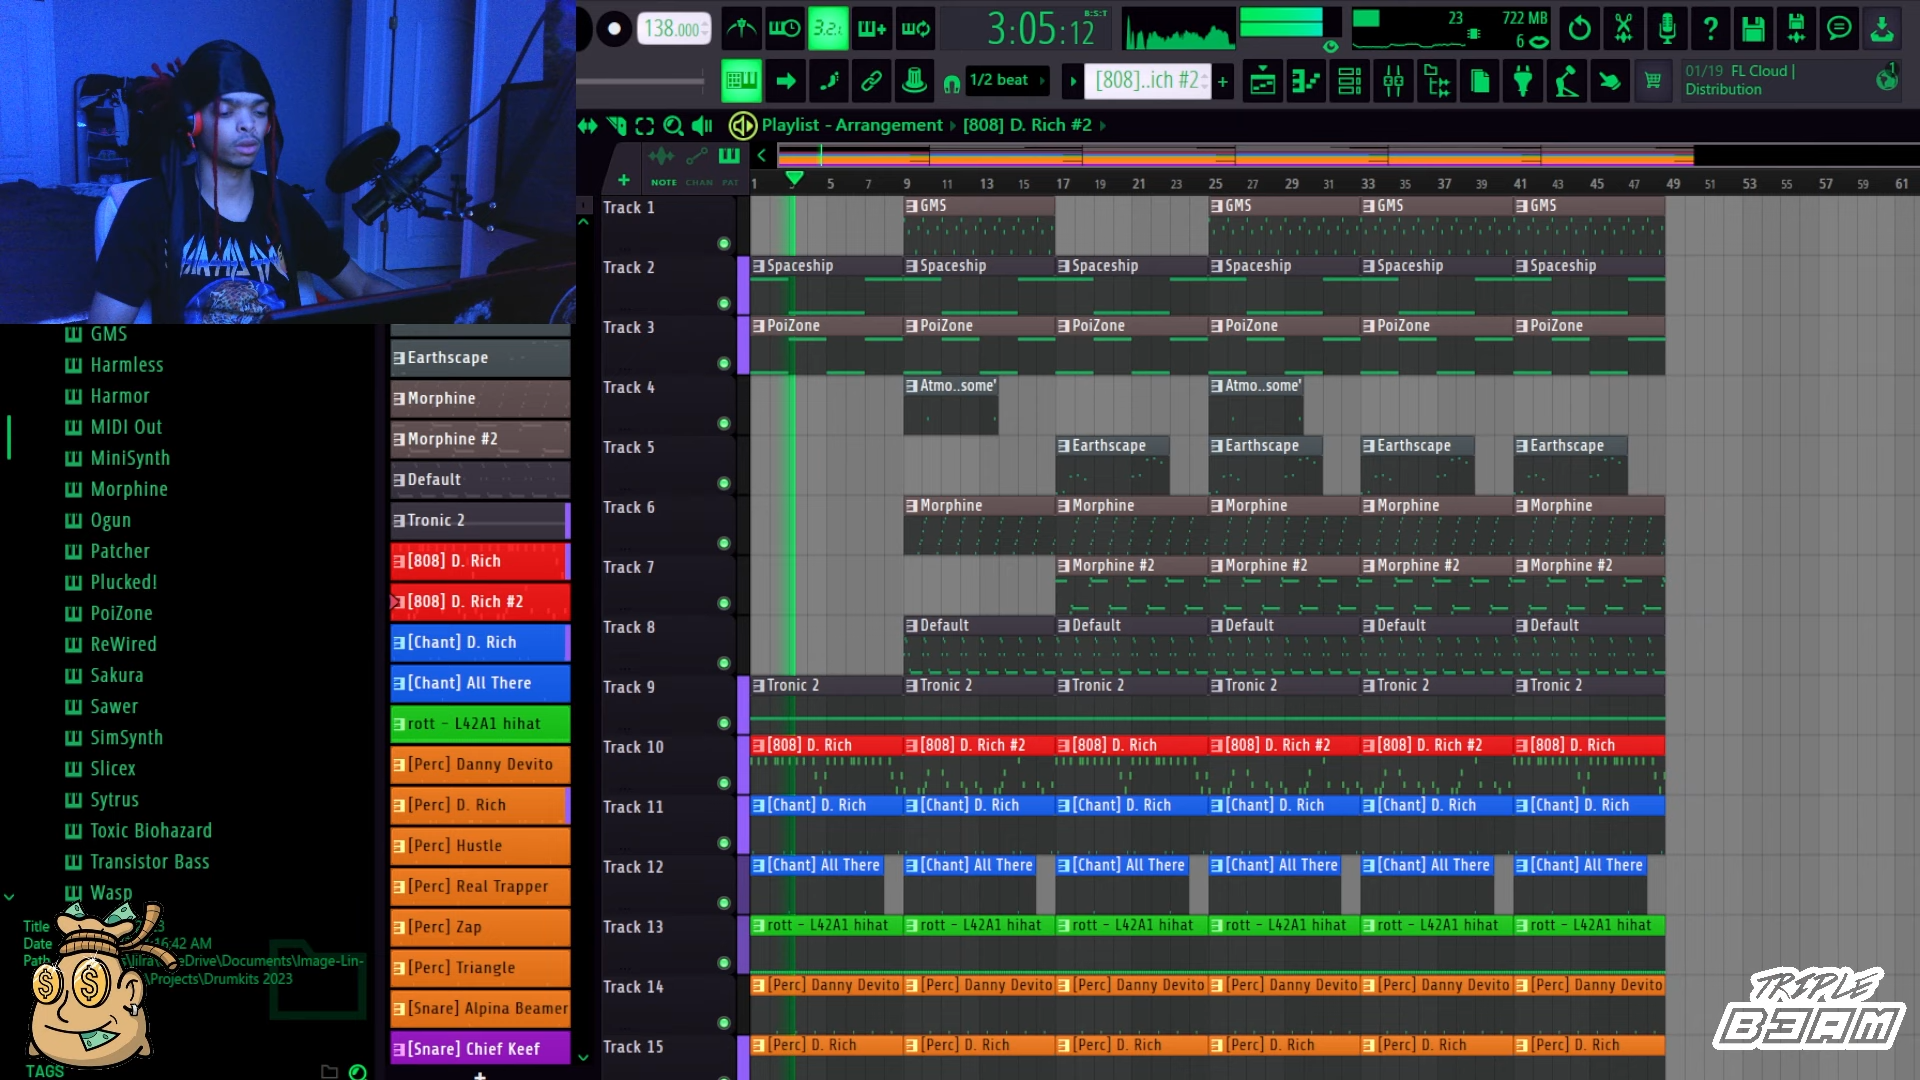 138.000
3:05:12
B:S:T
23
722 MB
6
1/2 beat
[808]..ich #2
01/19 FL Cloud |
Distribution
1
Playlist - Arrangement
[808] D. Rich #2
NOTE CHAN PAT
1 5 7 9 11 13 15 17 19 21 23 25 27 29 31 33 35 37 39 41 43 45 47 49 51 53 55 57 59 61
Track 1
GMS
GMS
GMS
GMS
Track 2
Spaceship
Spaceship
Spaceship
Spaceship
Spaceship
Spaceship
Track 3
PoiZone
PoiZone
PoiZone
PoiZone
PoiZone
PoiZone
Track 4
Atmo..some'
Atmo..some'
Track 5
Earthscape
Earthscape
Earthscape
Earthscape
Track 6
Morphine
Morphine
Morphine
Morphine
Morphine
Track 7
Morphine #2
Morphine #2
Morphine #2
Morphine #2
Track 8
Default
Default
Default
Default
Default
Track 9
Tronic 2
Tronic 2
Tronic 2
Tronic 2
Tronic 2
Tronic 2
Track 10
[808] D. Rich
[808] D. Rich #2
[808] D. Rich
[808] D. Rich #2
[808] D. Rich #2
[808] D. Rich
Track 11
[Chant] D. Rich
[Chant] D. Rich
[Chant] D. Rich
[Chant] D. Rich
[Chant] D. Rich
[Chant] D. Rich
Track 12
[Chant] All There
[Chant] All There
[Chant] All There
[Chant] All There
[Chant] All There
[Chant] All There
Track 13
rott - L42A1 hihat
rott - L42A1 hihat
rott - L42A1 hihat
rott - L42A1 hihat
rott - L42A1 hihat
rott - L42A1 hihat
Track 14
[Perc] Danny Devito
[Perc] Danny Devito
[Perc] Danny Devito
[Perc] Danny Devito
[Perc] Danny Devito
[Perc] Danny Devito
Track 15
[Perc] D. Rich
[Perc] D. Rich
[Perc] D. Rich
[Perc] D. Rich
[Perc] D. Rich
[Perc] D. Rich
GMS
Harmless
Harmor
MIDI Out
MiniSynth
Morphine
Ogun
Patcher
Plucked!
PoiZone
ReWired
Sakura
Sawer
SimSynth
Slicex
Sytrus
Toxic Biohazard
Transistor Bass
Wasp
Earthscape
Morphine
Morphine #2
Default
Tronic 2
[808] D. Rich
[808] D. Rich #2
[Chant] D. Rich
[Chant] All There
rott - L42A1 hihat
[Perc] Danny Devito
[Perc] D. Rich
[Perc] Hustle
[Perc] Real Trapper
[Perc] Zap
[Perc] Triangle
[Snare] Alpina Beamer
[Snare] Chief Keef
Title
Date
16:42 AM
Documents\Image-Lin-
\Projects\Drumkits 2023
TAGS
TRIPLE
B3AM